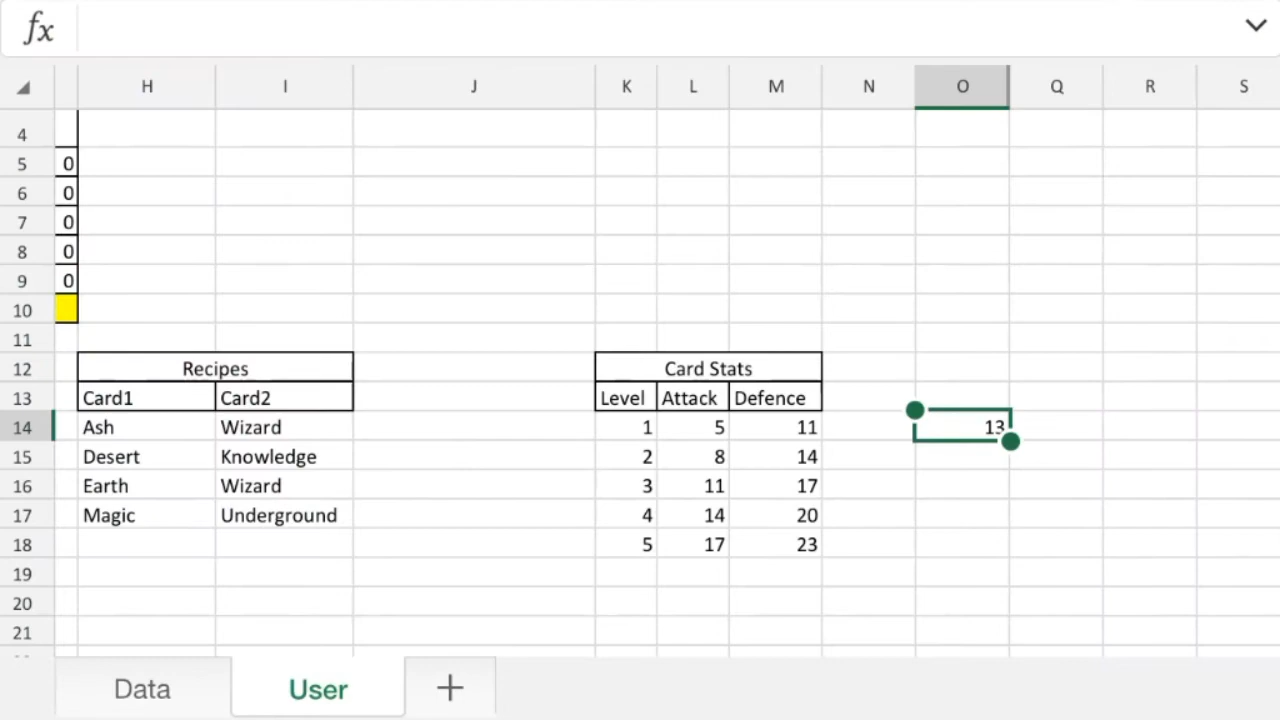 fx
H I J K L M N O Q R S
4
5 0
6 0
7 0
8 0
9 0
10
11
12 Recipes Card Stats
13 Card1 Card2 Level Attack Defence
14 Ash Wizard 1 5 11 13
15 Desert Knowledge 2 8 14
16 Earth Wizard 3 11 17
17 Magic Underground 4 14 20
18 5 17 23
19
20
21
Data User +